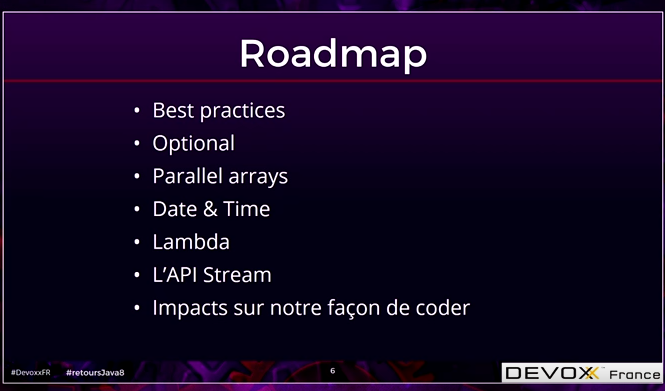 Roadmap
• Best practices
• Optional
• Parallel arrays
• Date & Time
• Lambda
• L’API Stream
• Impacts sur notre façon de coder
#DevoxxFR #retoursJava8 6 DEVOXX™ France